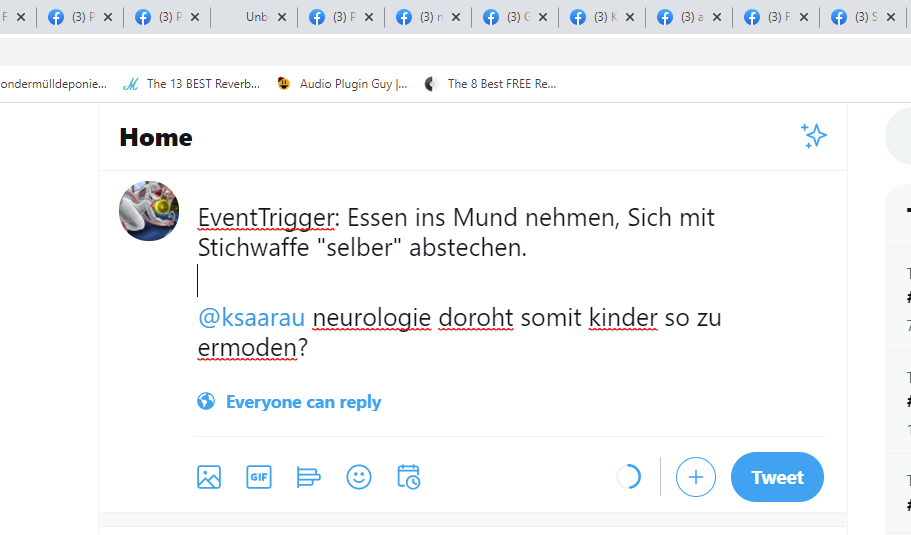 F (3) P (3) P Unb (3) P (3) n (3) G (3) K (3) a (3) F (3) S
ondermülldeponie... The 13 BEST Reverb... Audio Plugin Guy |... The 8 Best FREE Re...
Home
EventTrigger: Essen ins Mund nehmen, Sich mit
Stichwaffe "selber" abstechen.
@ksaarau neurologie doroht somit kinder so zu
ermoden?
Everyone can reply
GIF
Tweet